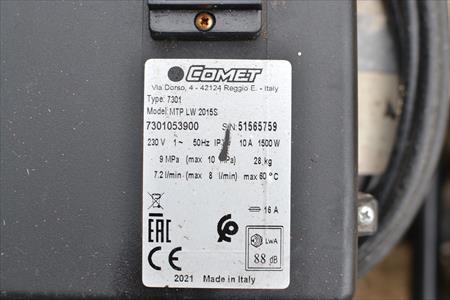 COMET
Via Dorso, 4 - 42124 Reggio E. - Italy
Type: 7301
Model: MTP LW 2015S
7301053900 S/N: 51565759
230 V 1~ 50Hz 10 A 1500 W
9 MPa (max 10 MPa) 28 kg
7.2 l/min (max 8 l/min) max 60 °C
16 A
EAC
LWA
CE
88 dB
2021 Made in Italy